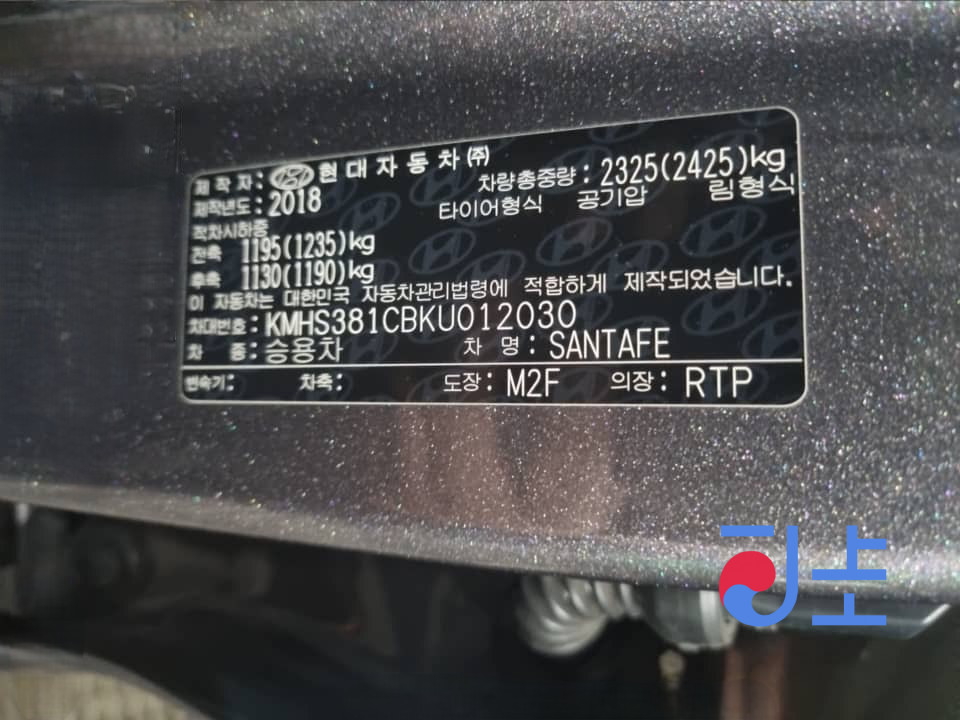 제 작 자 : 현 대 자 동 차 ㈜
제작년도 : 2018 차량총중량 : 2325(2425)kg
타이어형식 공기압 림형식
적차시하중
전축 1195(1235)kg
후축 1130(1190)kg
이 자동차는 대한민국 자동차관리법령에 적합하게 제작되었습니다.
차대번호 : KMHS381CBKU012030
차 종 : 승용차 차 명 : SANTAFE
변속기 : 차축 : 도장 : M2F 의장 : RTP